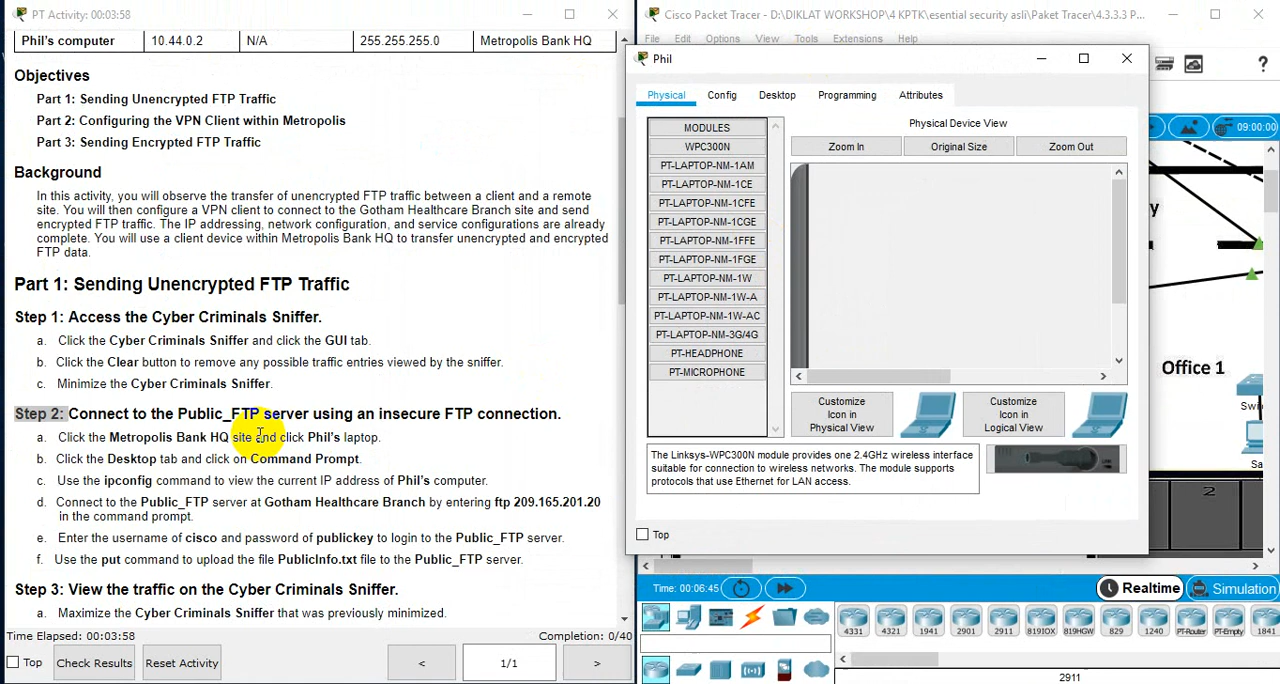 PT Activity: 00:03:58
Phil's computer 10.44.0.2 N/A 255.255.255.0 Metropolis Bank HQ
Objectives
Part 1: Sending Unencrypted FTP Traffic
Part 2: Configuring the VPN Client within Metropolis
Part 3: Sending Encrypted FTP Traffic
Background
In this activity, you will observe the transfer of unencrypted FTP traffic between a client and a remote
site. You will then configure a VPN client to connect to the Gotham Healthcare Branch site and send
encrypted FTP traffic. The IP addressing, network configuration, and service configurations are already
complete. You will use a client device within Metropolis Bank HQ to transfer unencrypted and encrypted
FTP data.
Part 1: Sending Unencrypted FTP Traffic
Step 1: Access the Cyber Criminals Sniffer.
a. Click the Cyber Criminals Sniffer and click the GUI tab.
b. Click the Clear button to remove any possible traffic entries viewed by the sniffer.
c. Minimize the Cyber Criminals Sniffer.
Step 2: Connect to the Public_FTP server using an insecure FTP connection.
a. Click the Metropolis Bank HQ site and click Phil's laptop.
b. Click the Desktop tab and click on Command Prompt.
c. Use the ipconfig command to view the current IP address of Phil's computer.
d. Connect to the Public_FTP server at Gotham Healthcare Branch by entering ftp 209.165.201.20
in the command prompt.
e. Enter the username of cisco and password of publickey to login to the Public_FTP server.
f. Use the put command to upload the file PublicInfo.txt file to the Public_FTP server.
Step 3: View the traffic on the Cyber Criminals Sniffer.
a. Maximize the Cyber Criminals Sniffer that was previously minimized.
Time Elapsed: 00:03:58 Completion: 0/40
Top Check Results Reset Activity < 1/1 >
Cisco Packet Tracer - D:\DIKLAT WORKSHOP\4 KPTK\esential security asli\Paket Tracer\4.3.3.3 P...
File Edit Options View Tools Extensions Help
?
Phil
Physical Config Desktop Programming Attributes
MODULES
WPC300N
PT-LAPTOP-NM-1AM
PT-LAPTOP-NM-1CE
PT-LAPTOP-NM-1CFE
PT-LAPTOP-NM-1CGE
PT-LAPTOP-NM-1FFE
PT-LAPTOP-NM-1FGE
PT-LAPTOP-NM-1W
PT-LAPTOP-NM-1W-A
PT-LAPTOP-NM-1W-AC
PT-LAPTOP-NM-3G/4G
PT-HEADPHONE
PT-MICROPHONE
Physical Device View
Zoom In Original Size Zoom Out
Customize
Icon in
Physical View
Customize
Icon in
Logical View
The Linksys-WPC300N module provides one 2.4GHz wireless interface
suitable for connection to wireless networks. The module supports
protocols that use Ethernet for LAN access.
Top
09:00:00
y
Office 1
Swi
Sa
2
Time: 00:06:45 Realtime Simulation
4331 4321 1941 2901 2911 819IOX 819HGW 829 1240 PT-Router PT-Empty 1841
2911